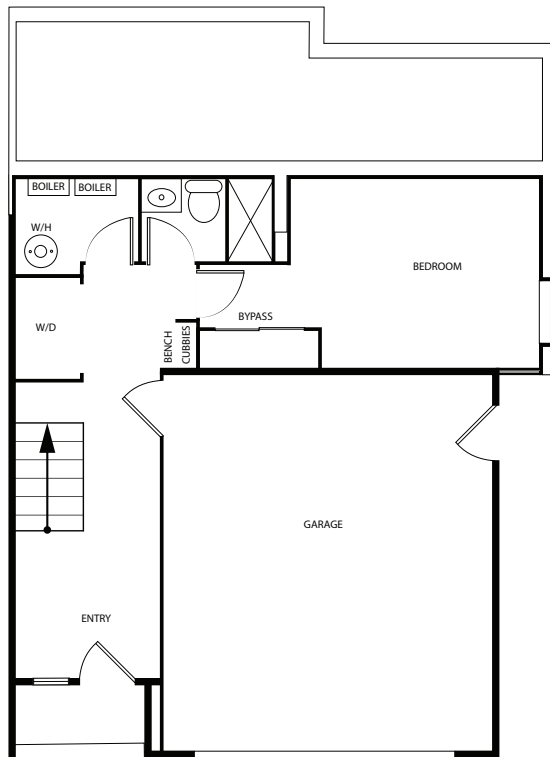 BOILER
BOILER
W/H
BEDROOM
BYPASS
W/D
BENCH
CUBBIES
GARAGE
ENTRY